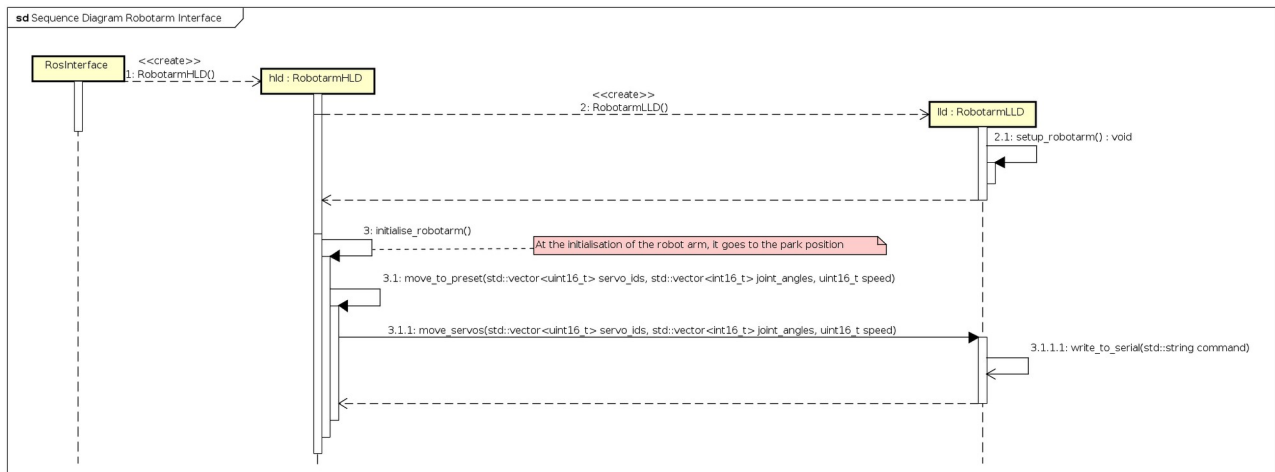 sd Sequence Diagram Robotarm Interface
RosInterface
<<create>>
1: RobotarmHLD()
hld : RobotarmHLD
<<create>>
2: RobotarmLLD()
lld : RobotarmLLD
2.1: setup_robotarm() : void
3: initialise_robotarm()
At the initialisation of the robot arm, it goes to the park position
3.1: move_to_preset(std::vector<uint16_t> servo_ids, std::vector<int16_t> joint_angles, uint16_t speed)
3.1.1: move_servos(std::vector<uint16_t> servo_ids, std::vector<int16_t> joint_angles, uint16_t speed)
3.1.1.1: write_to_serial(std::string command)